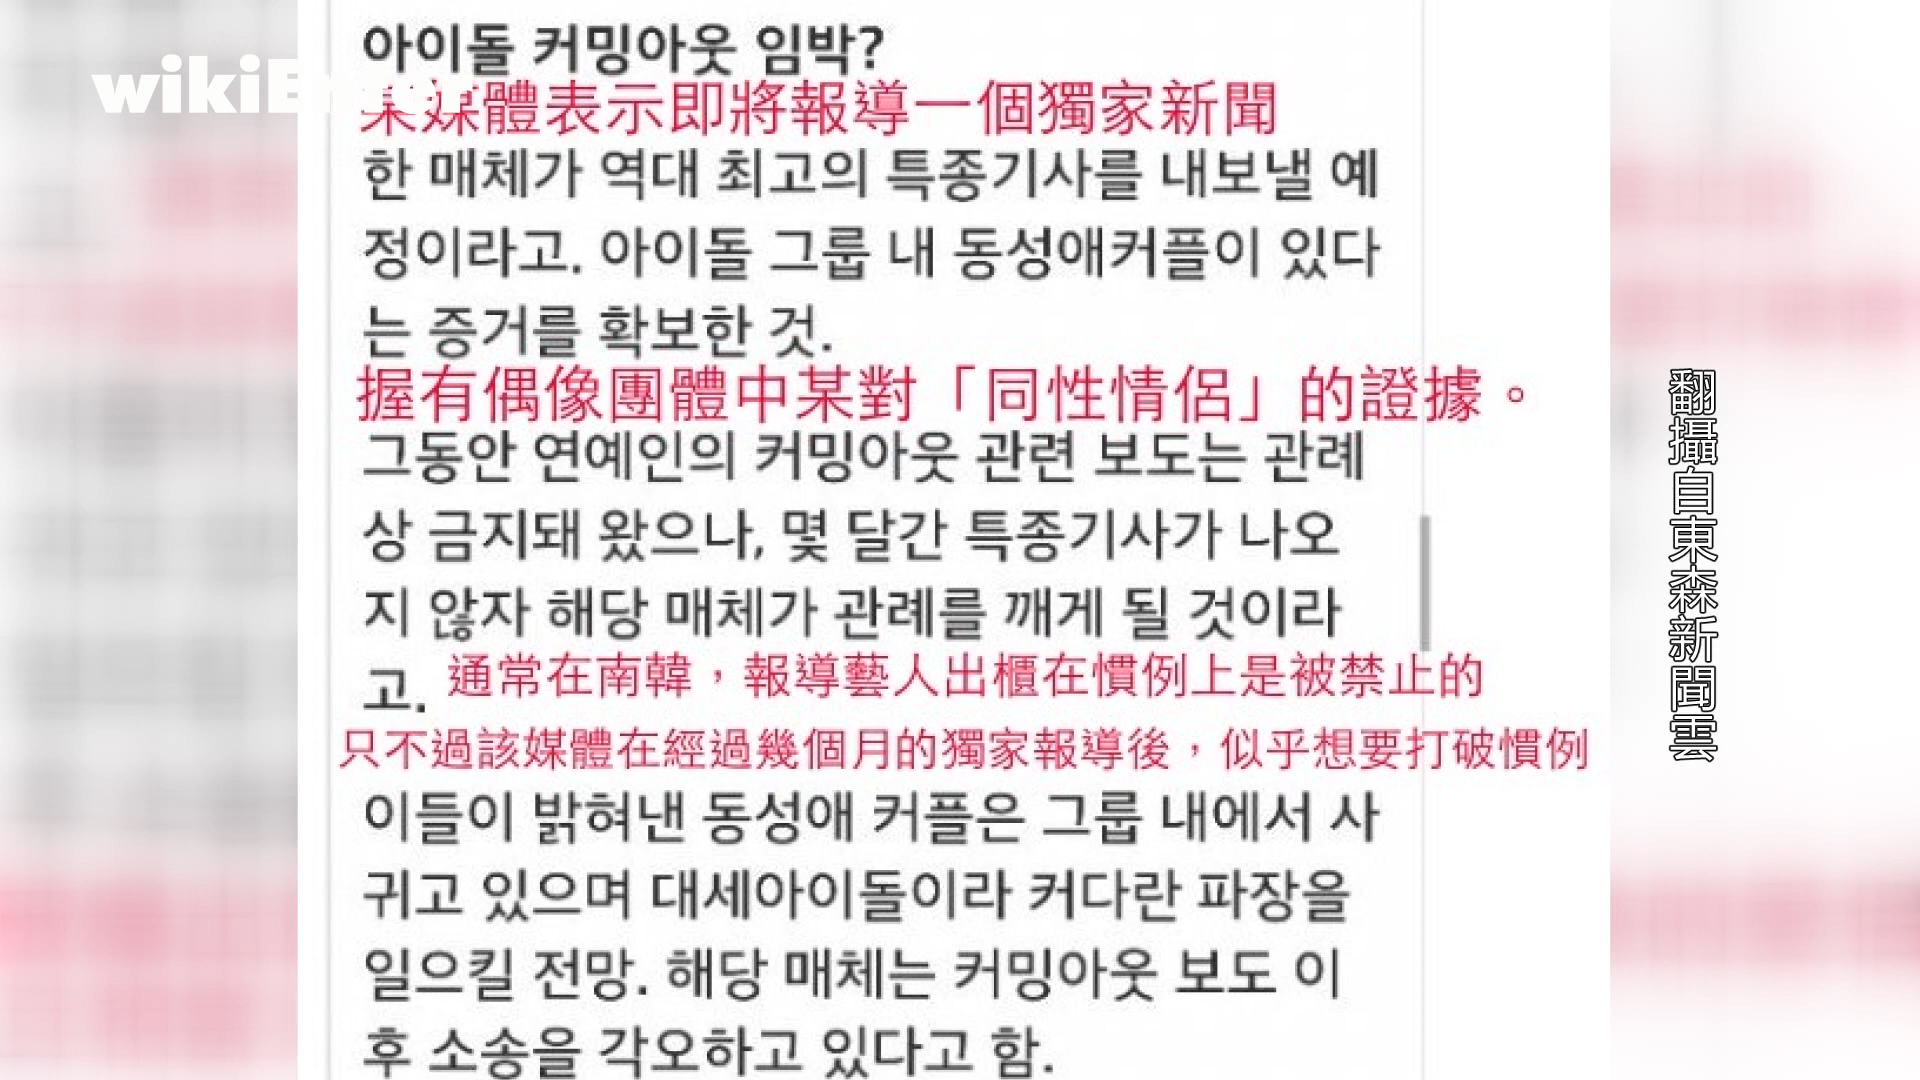 아이돌 커밍아웃 임박?
wikiE
某媒體表示即將報導一個獨家新聞
한 매체가 역대 최고의 특종기사를 내보낼 예
정이라고. 아이돌 그룹 내 동성애커플이 있다
는 증거를 확보한 것.
握有偶像團體中某對「同性情侶」的證據。
그동안 연예인의 커밍아웃 관련 보도는 관례
상 금지돼 왔으나, 몇 달간 특종기사가 나오
지 않자 해당 매체가 관례를 깨게 될 것이라
고. 通常在南韓，報導藝人出櫃在慣例上是被禁止的
只不過該媒體在經過幾個月的獨家報導後，似乎想要打破慣例
이들이 밝혀낸 동성애 커플은 그룹 내에서 사
귀고 있으며 대세아이돌이라 커다란 파장을
일으킬 전망. 해당 매체는 커밍아웃 보도 이
후 소송을 각오하고 있다고 함.
翻攝自東森新聞雲